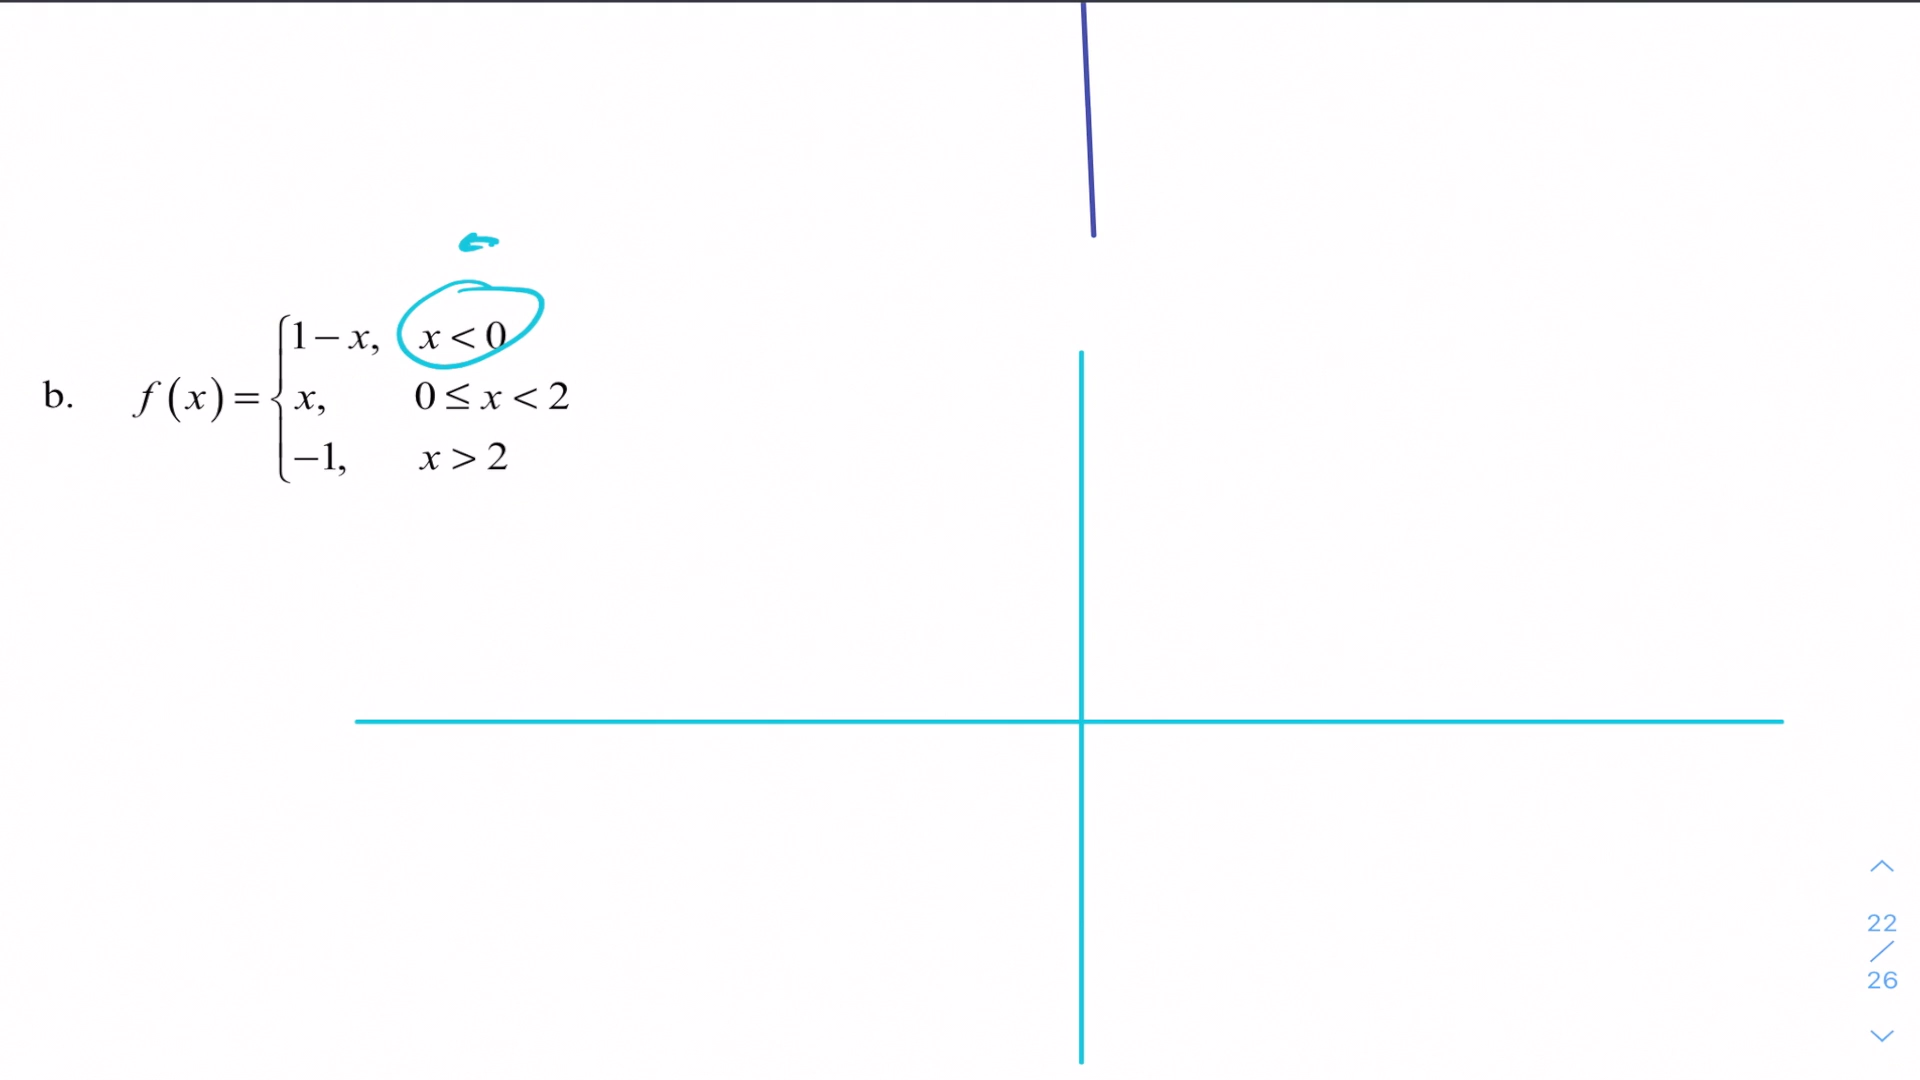 1 − x, x < 0
b. f(x) = { x, 0 ≤ x < 2
−1, x > 2
22
/
26